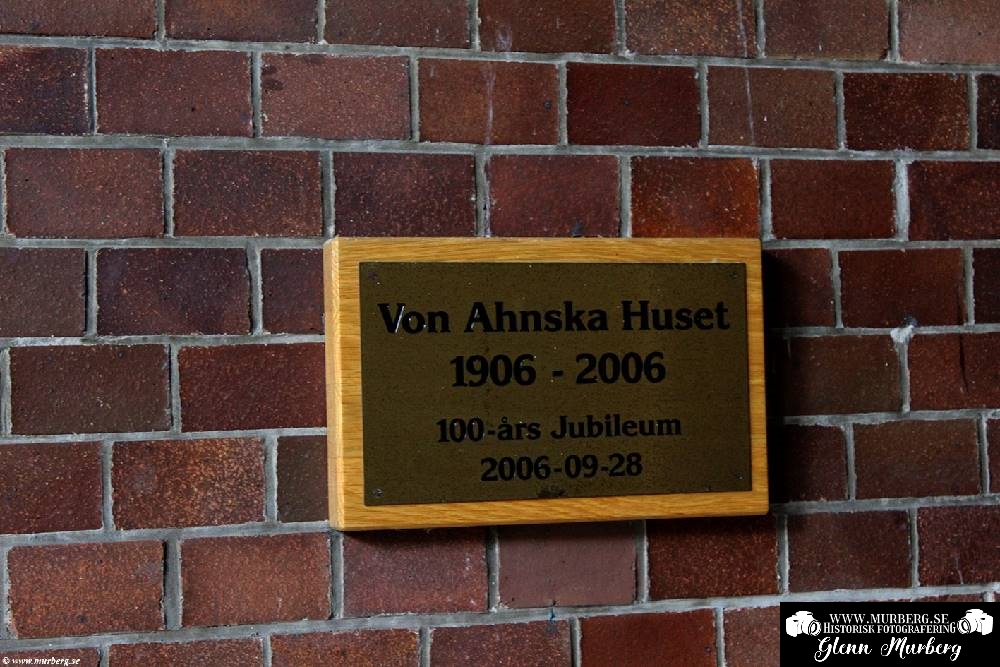 Von Ahnska Huset
1906 - 2006
100-års Jubileum
2006-09-28
© www.murberg.se
WWW.MURBERG.SE
HISTORISK FOTOGRAFERING
Glenn Murberg